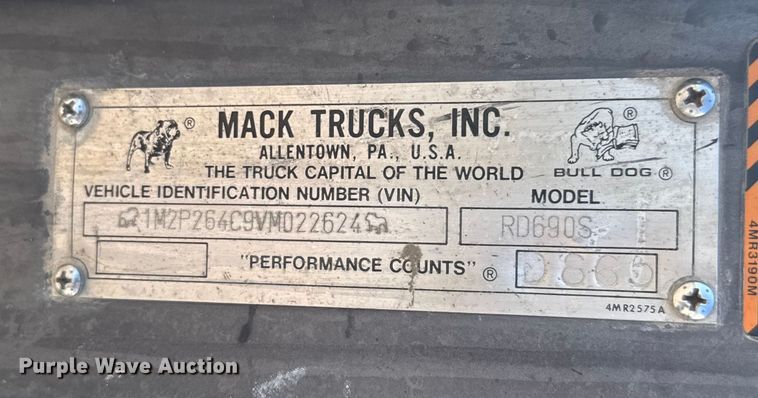 MACK TRUCKS, INC.
ALLENTOWN, PA., U.S.A.
THE TRUCK CAPITAL OF THE WORLD
BULL DOG ®
VEHICLE IDENTIFICATION NUMBER (VIN)
MODEL
1M2P264C9VM022624
RD690S
"PERFORMANCE COUNTS" ®
4MR2575A
4MR3190M
Purple Wave Auction